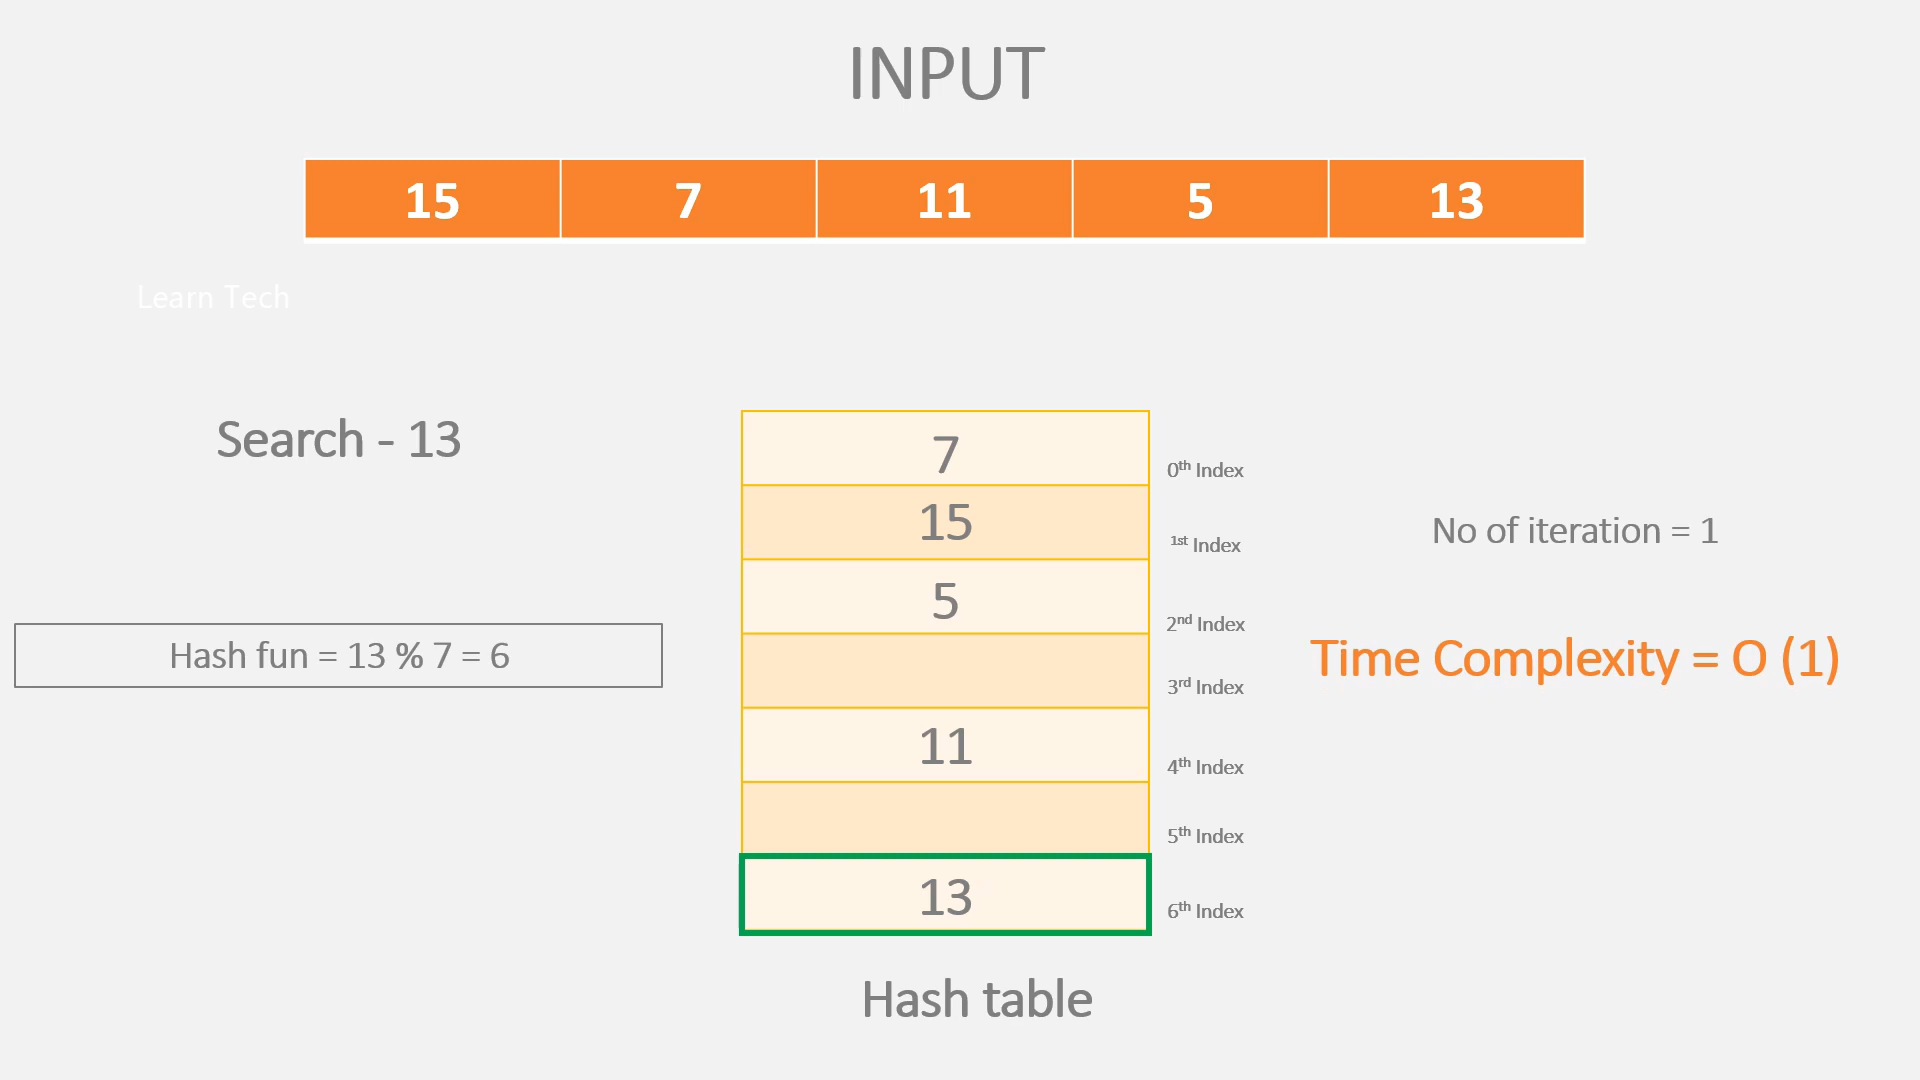 INPUT
15 7 11 5 13
Learn Tech
Search - 13
7
0th Index
15
1st Index
No of iteration = 1
5
2nd Index
Hash fun = 13 % 7 = 6
Time Complexity = O (1)
3rd Index
11
4th Index
5th Index
13
6th Index
Hash table